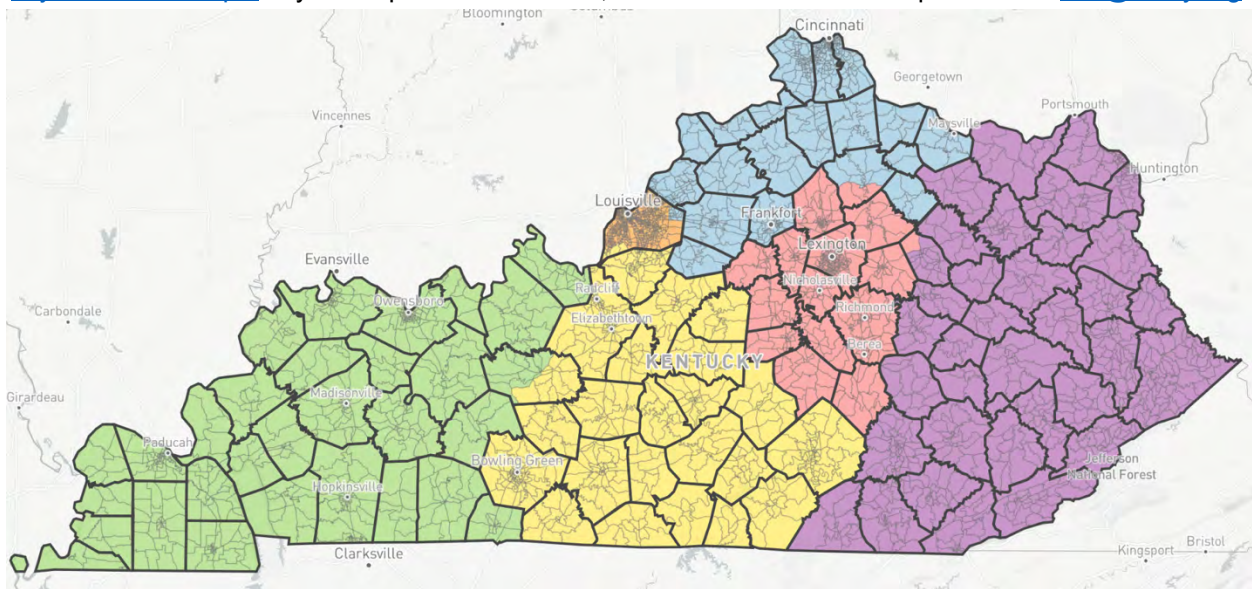 Bloomington
Cincinnati
Georgetown
Portsmouth
Vincennes
Maysville
Huntington
Louisville
Frankfort
Lexington
Evansville
Nicholasville
Radcliff
Owensboro
Richmond
Carbondale
Elizabethtown
Berea
KENTUCKY
Madisonville
Girardeau
Paducah
Bowling Green
Jefferson
National Forest
Hopkinsville
Clarksville
Bristol
Kingsport